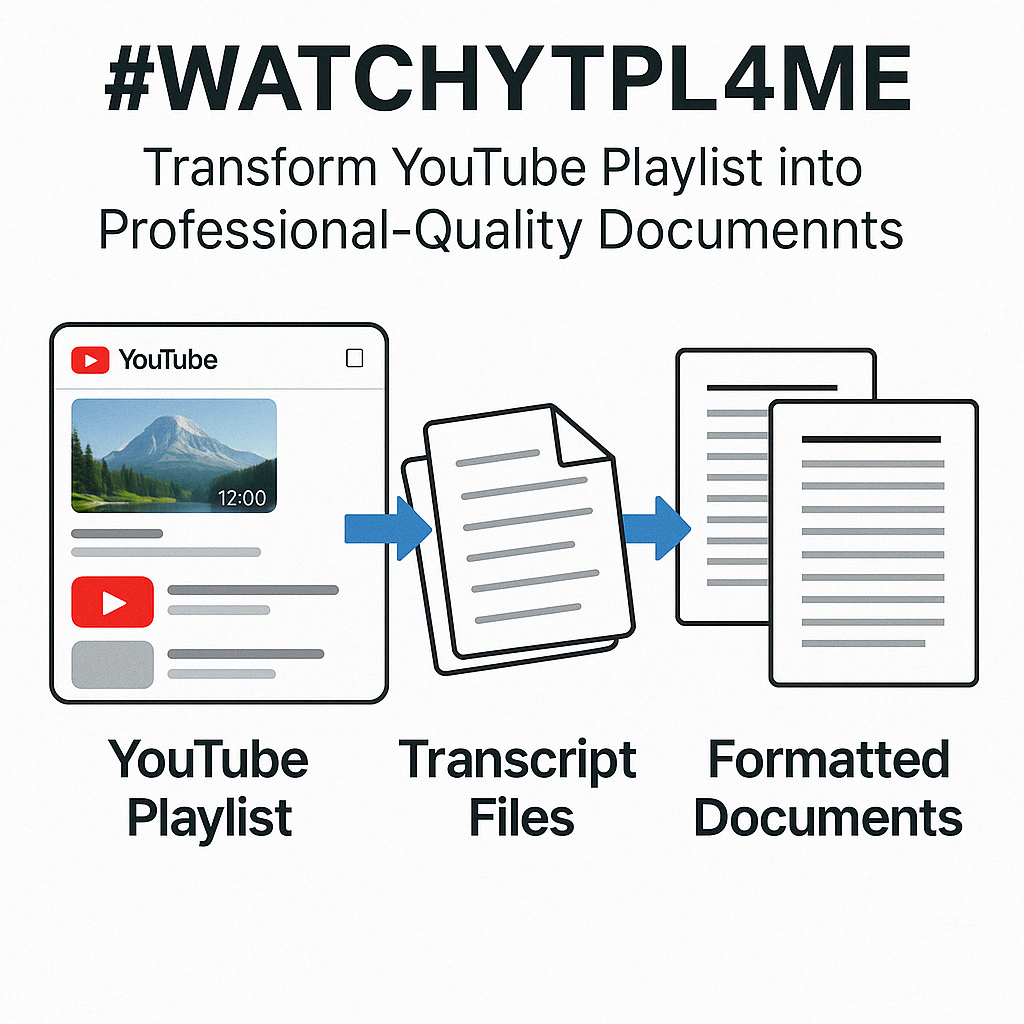 #WATCHYTPL4ME
Transform YouTube Playlist into
Professional-Quality Documennts
YouTube
12:00
YouTube
Playlist
Transcript
Files
Formatted
Documents